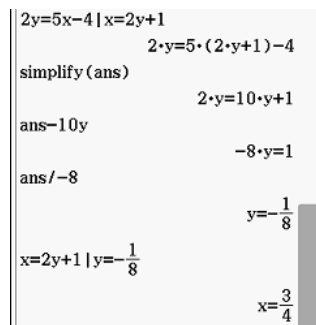 2y=5x-4|x=2y+1
2·y=5·(2·y+1)-4
simplify(ans)
2·y=10·y+1
ans-10y
-8·y=1
ans/-8
y=-1/8
x=2y+1|y=-1/8
x=3/4